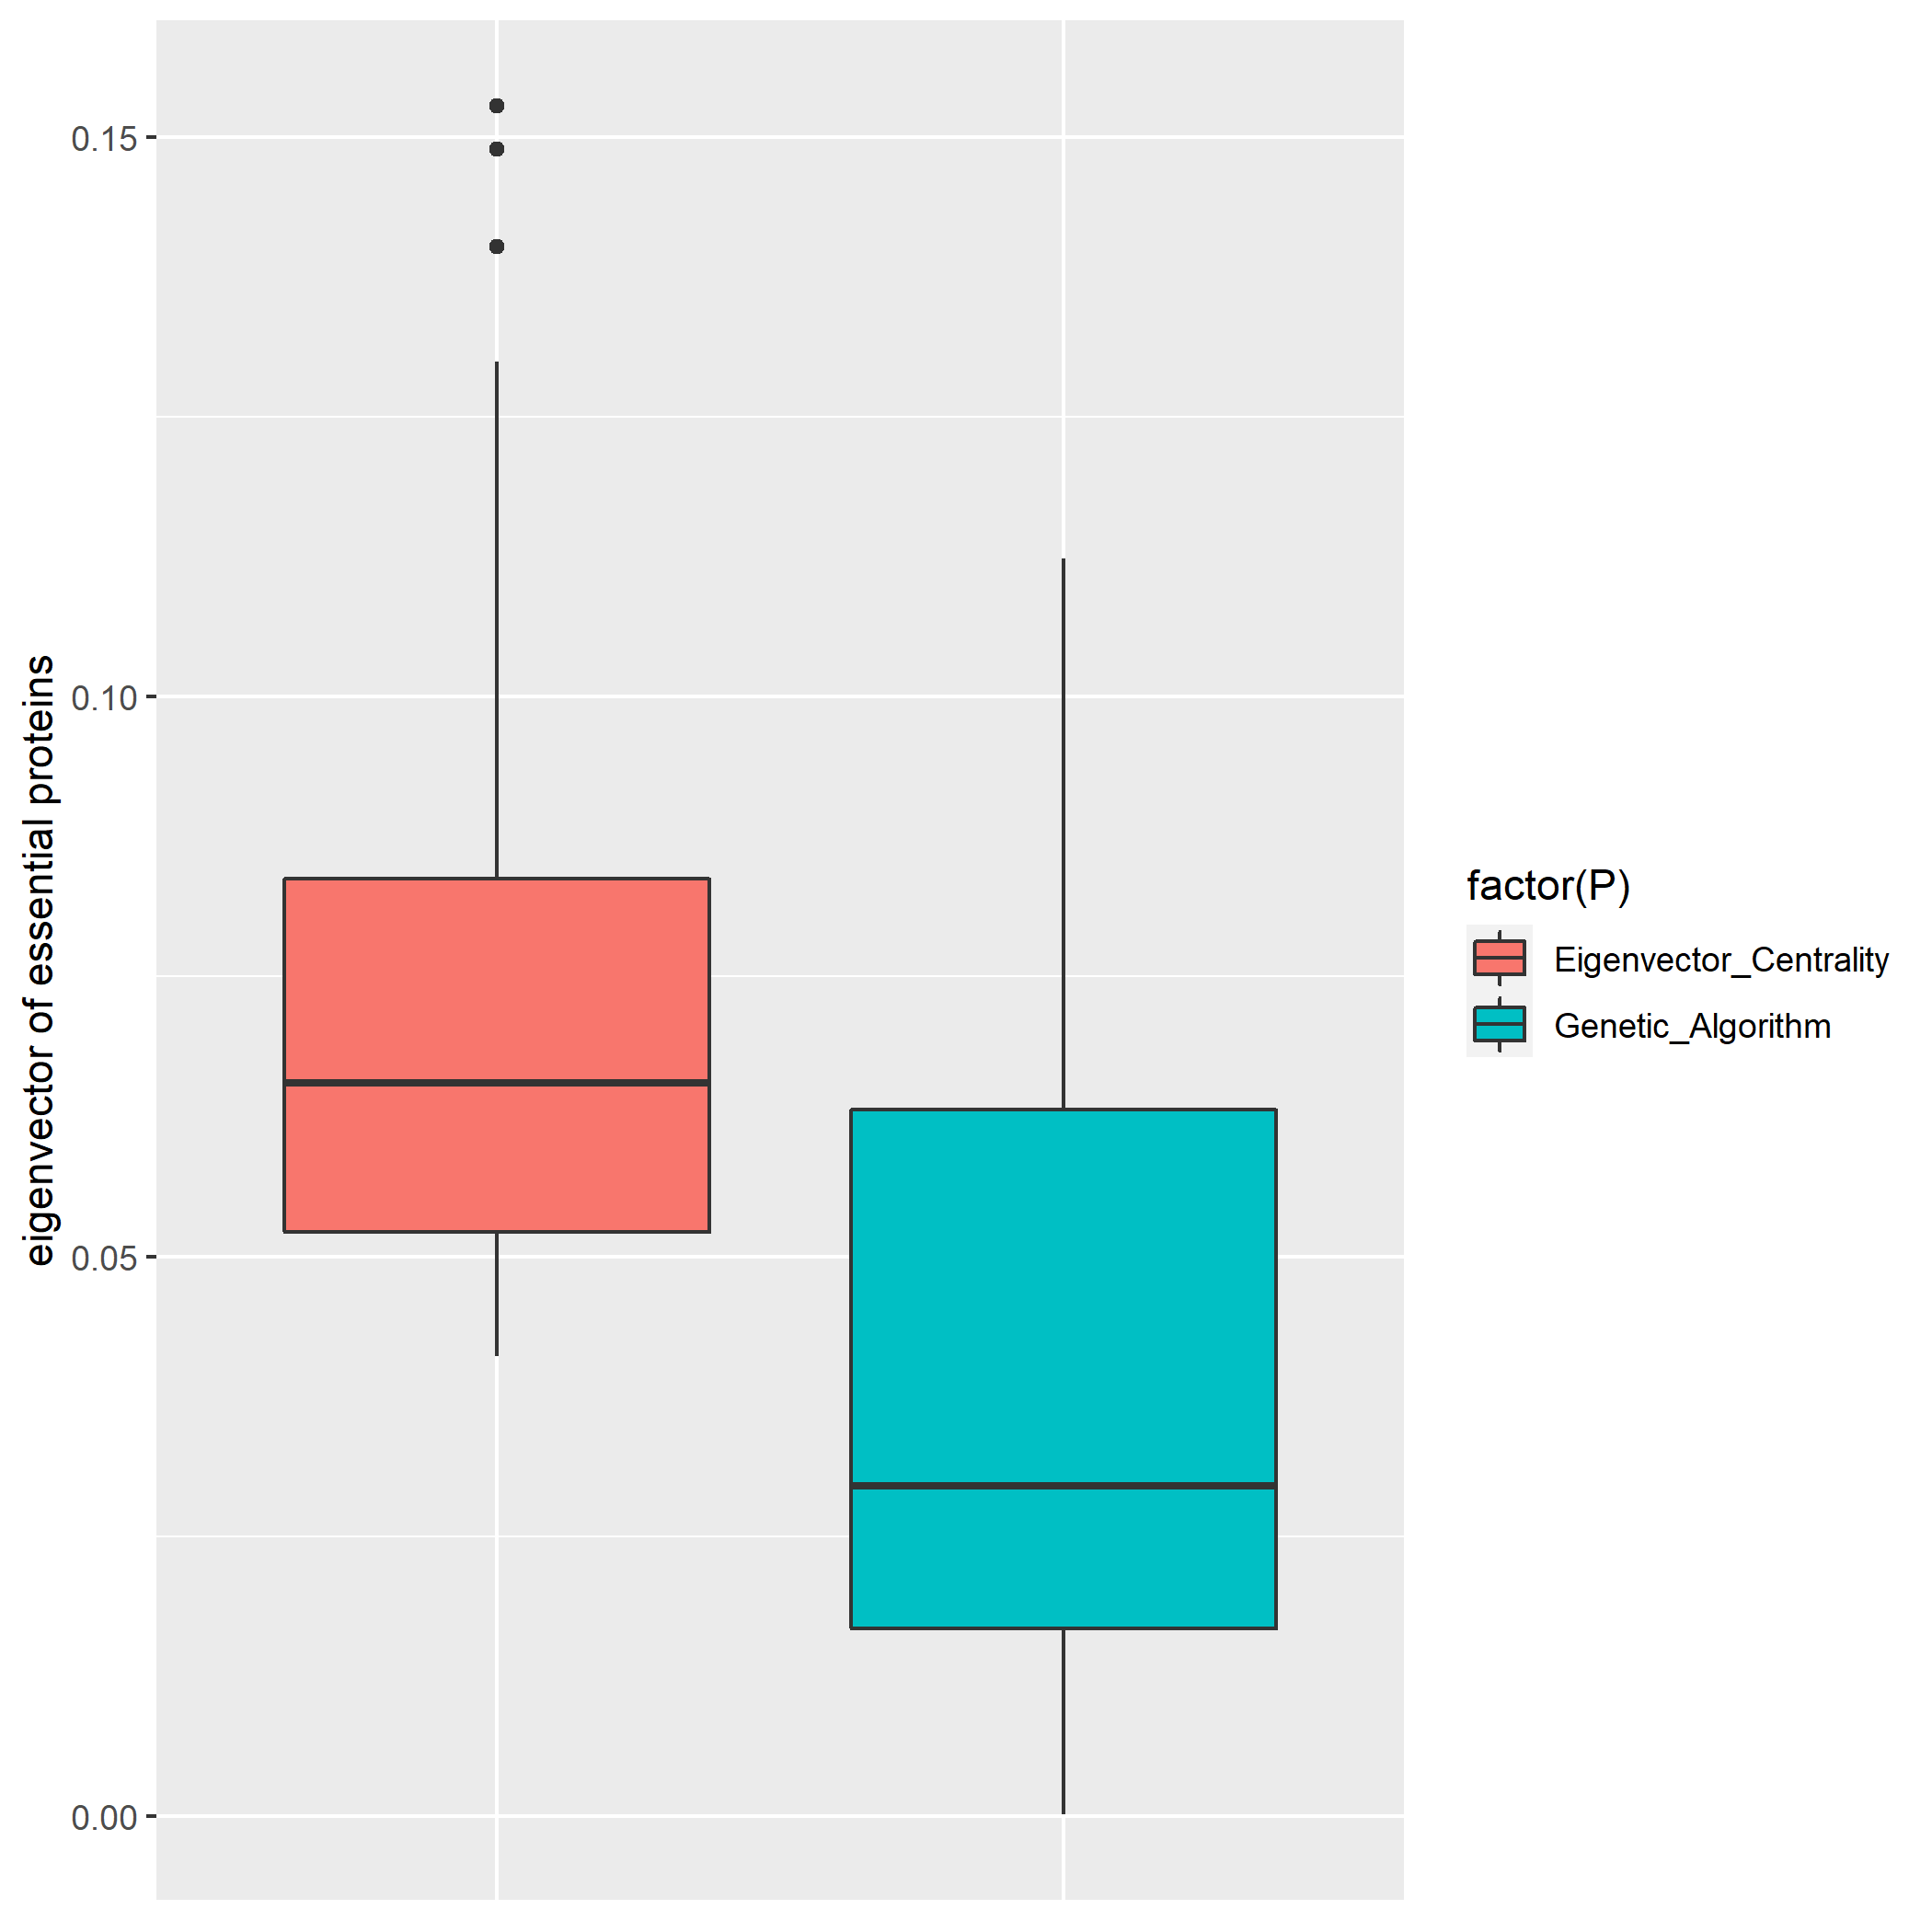 eigenvector of essential proteins
0.15
0.10
0.05
0.00
factor(P)
Eigenvector_Centrality
Genetic_Algorithm